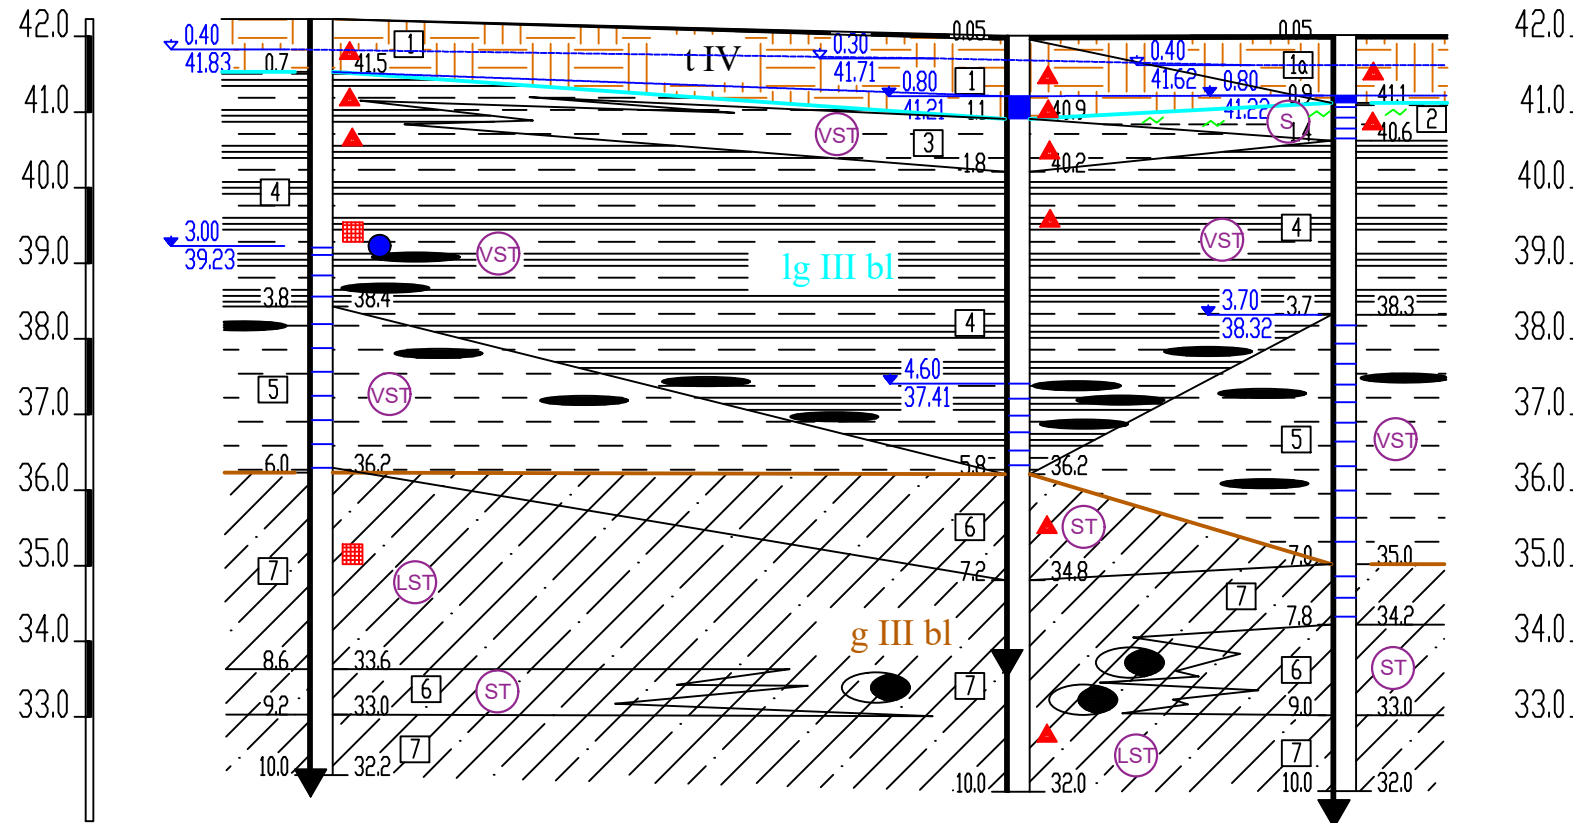 42.0 0.05 0.05 42.0
0.40 1 t IV 0.30 0.40 1a
41.83 41.71 41.62
0.7 41.5 0.80 1 0.80 0.9 41.1
41.0 41.21 1.1 40.9 41.22 S 2 41.0
VST 3 1.4 40.6
1.8 40.2
40.0 4 40.0
3.00 VST VST 4
39.23
39.0 lg III bl 39.0
3.8 38.4 3.70 3.7 38.3
38.0 4 38.32 38.0
4.60
5 VST 37.41
37.0 37.0
5 VST
6.0 36.2 5.8 36.2
36.0 36.0
6 ST
35.0 7.0 35.0 35.0
7 LST 7.2 34.8 7
34.0 g III bl 7.8 34.2 34.0
8.6 33.6 6 ST
6 ST 7
33.0 9.2 33.0 9.0 33.0 33.0
7 LST 7
10.0 32.2 10.0 32.0 10.0 32.0